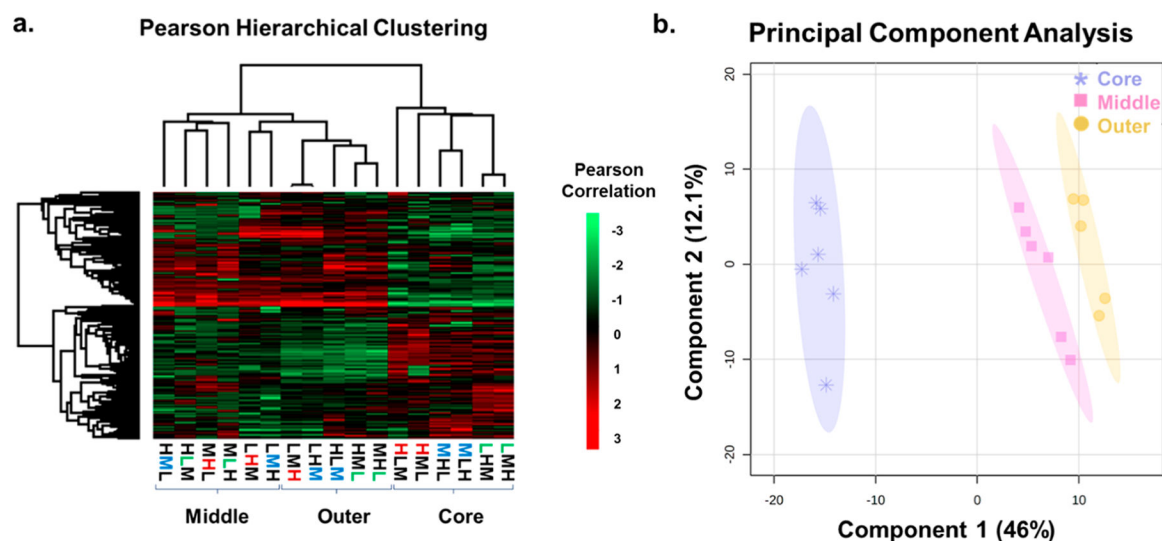 a.
Pearson Hierarchical Clustering
Pearson
Correlation
-3
-2
-1
0
1
2
3
HML
HLM
MHL
MLH
LHM
LMH
LMH
LHM
HLM
HML
MHL
HLM
HML
MHL
MLH
LHM
LMH
Middle
Outer
Core
b.
Principal Component Analysis
Core
Middle
Outer
Component 2 (12.1%)
20
10
0
-10
-20
-20
-10
0
10
Component 1 (46%)